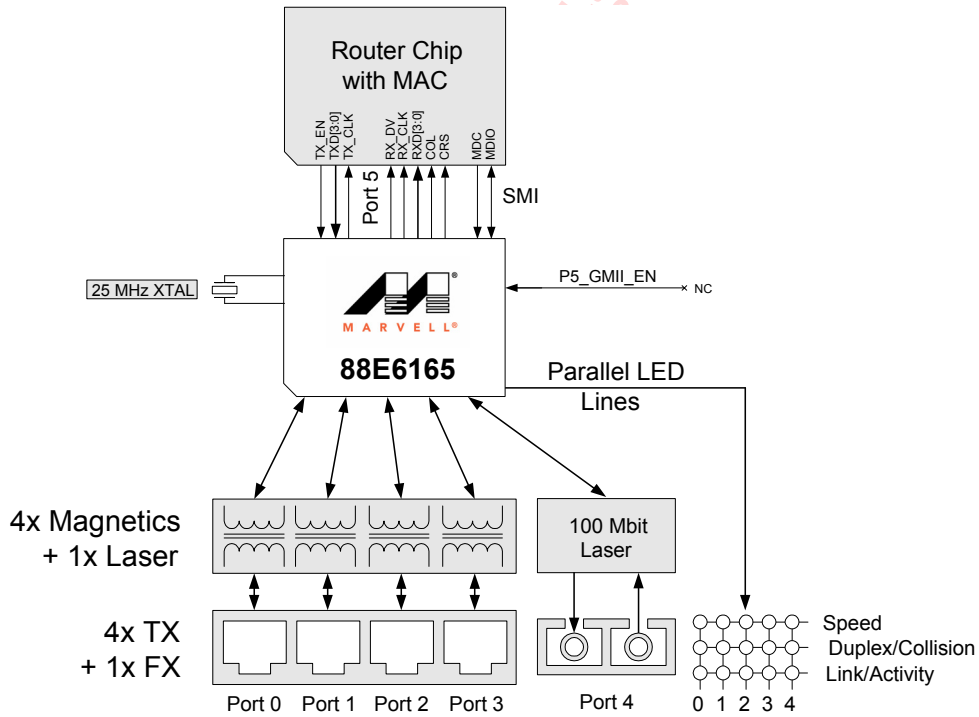 Router Chip
with MAC
TX_EN
TXD[3:0]
TX_CLK
RX_DV
RX_CLK
RXD[3:0]
COL
CRS
MDC
MDIO
Port 5
SMI
25 MHz XTAL
P5_GMII_EN
NC
®
MARVELL®
88E6165
Parallel LED
Lines
4x Magnetics
+ 1x Laser
100 Mbit
Laser
4x TX
+ 1x FX
Speed
Duplex/Collision
Link/Activity
Port 0 Port 1 Port 2 Port 3 Port 4 0 1 2 3 4